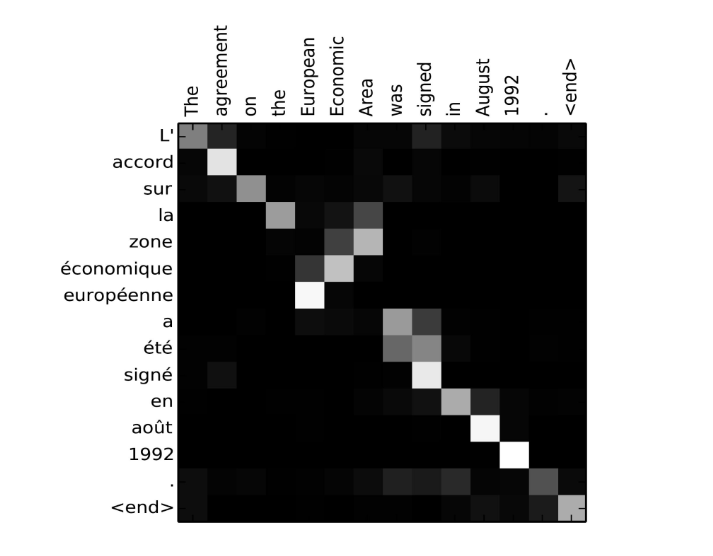 The agreement on the European Economic Area was signed in August 1992 . <end>
L'
accord
sur
la
zone
économique
européenne
a
été
signé
en
août
1992
.
<end>